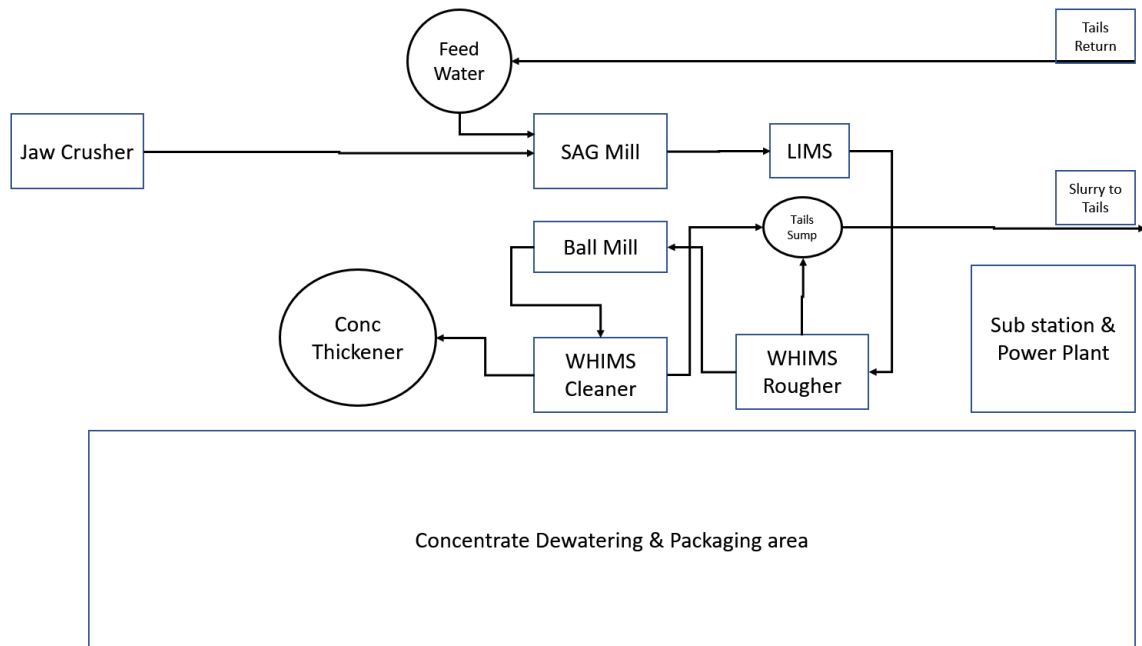 Tails
Return
Feed
Water
Jaw Crusher
SAG Mill
LIMS
Slurry to
Tails
Tails
Sump
Ball Mill
Conc
Thickener
WHIMS
Cleaner
WHIMS
Rougher
Sub station &
Power Plant
Concentrate Dewatering & Packaging area